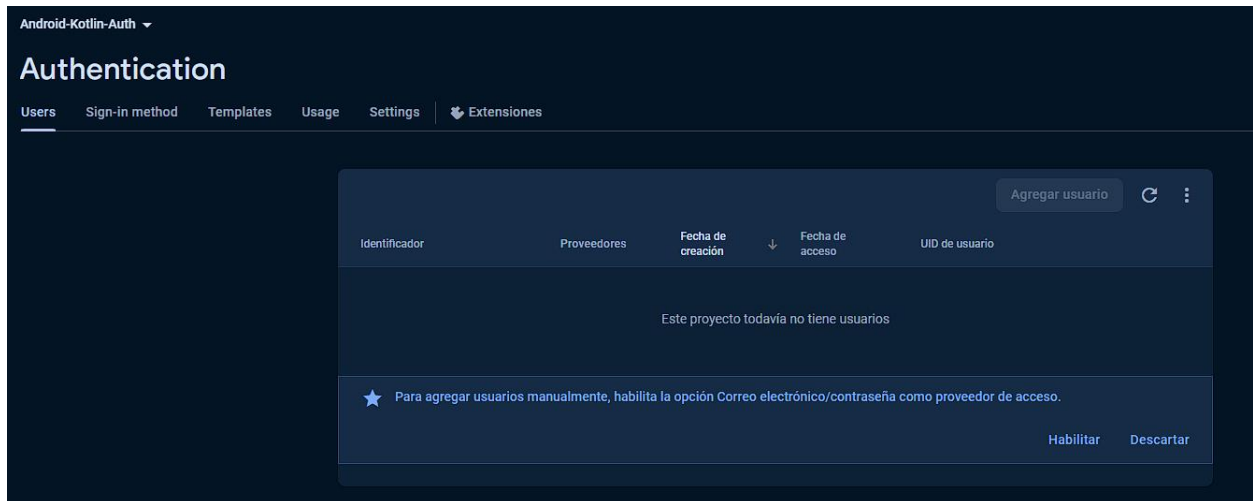 Android-Kotlin-Auth
Authentication
Users Sign-in method Templates Usage Settings Extensiones
Agregar usuario
Identificador Proveedores Fecha de creación Fecha de acceso UID de usuario
Este proyecto todavía no tiene usuarios
Para agregar usuarios manualmente, habilita la opción Correo electrónico/contraseña como proveedor de acceso.
Habilitar Descartar